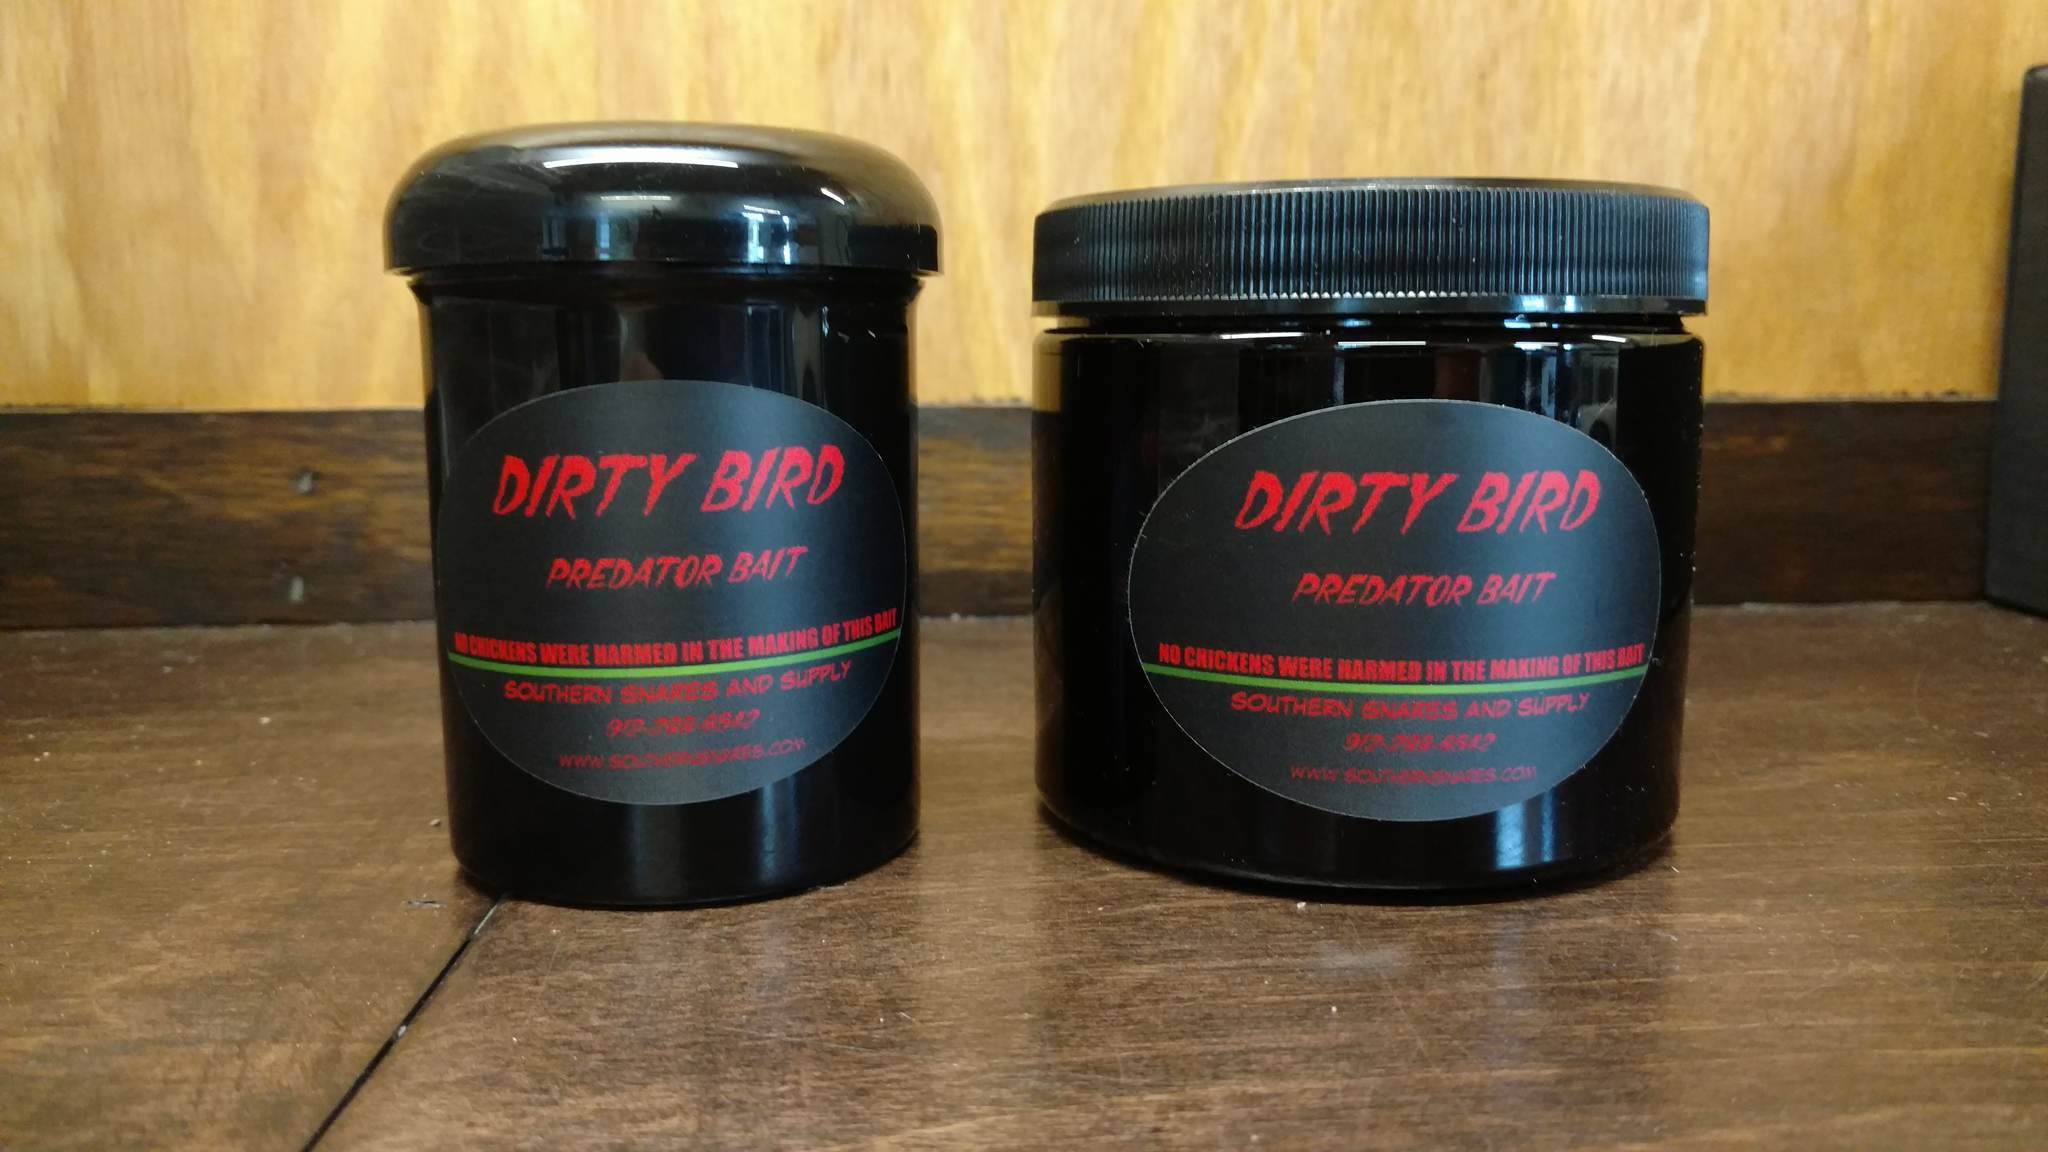 DIRTY BIRD
PREDATOR BAIT
NO CHICKENS WERE HARMED IN THE MAKING OF THIS BAIT
SOUTHERN SNARES AND SUPPLY
WWW.SOUTHERNSNARES.COM
DIRTY BIRD
PREDATOR BAIT
NO CHICKENS WERE HARMED IN THE MAKING OF THIS BAIT
SOUTHERN SNARES AND SUPPLY
WWW.SOUTHERNSNARES.COM